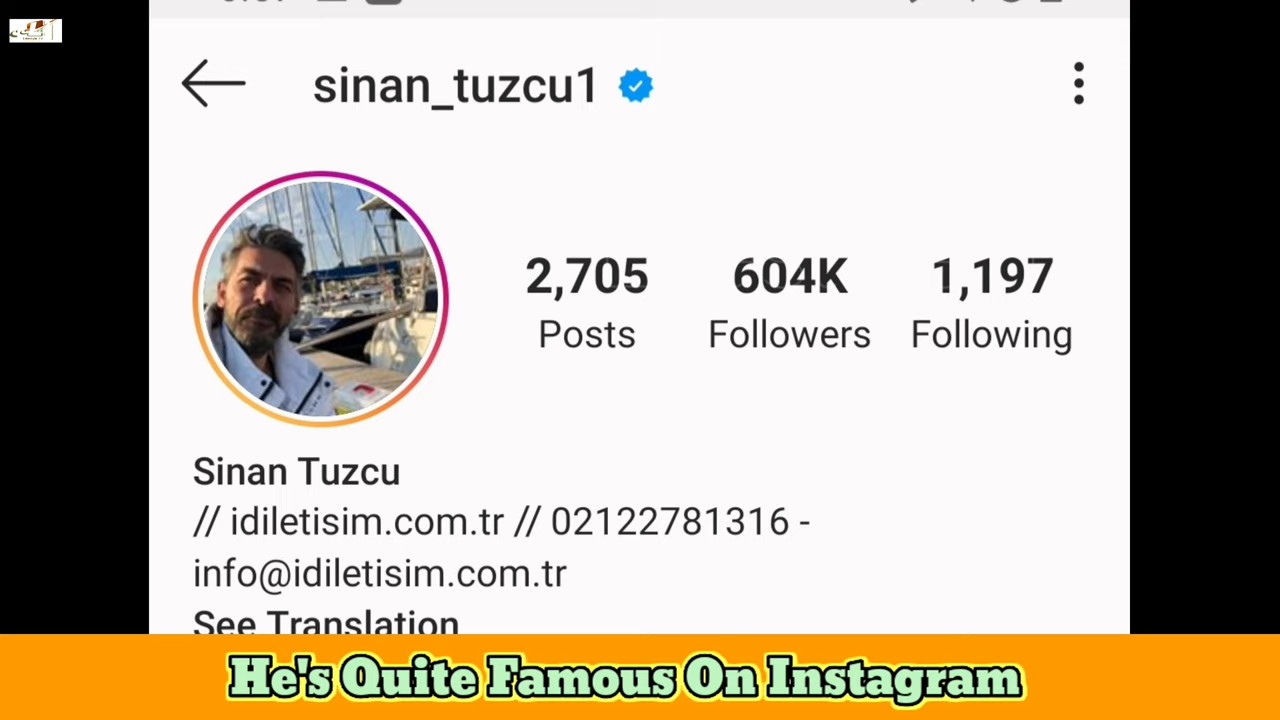 sinan_tuzcu1
2,705 604K 1,197
Posts Followers Following
Sinan Tuzcu
// idiletisim.com.tr // 02122781316 -
info@idiletisim.com.tr
See Translation
He's Quite Famous On Instagram